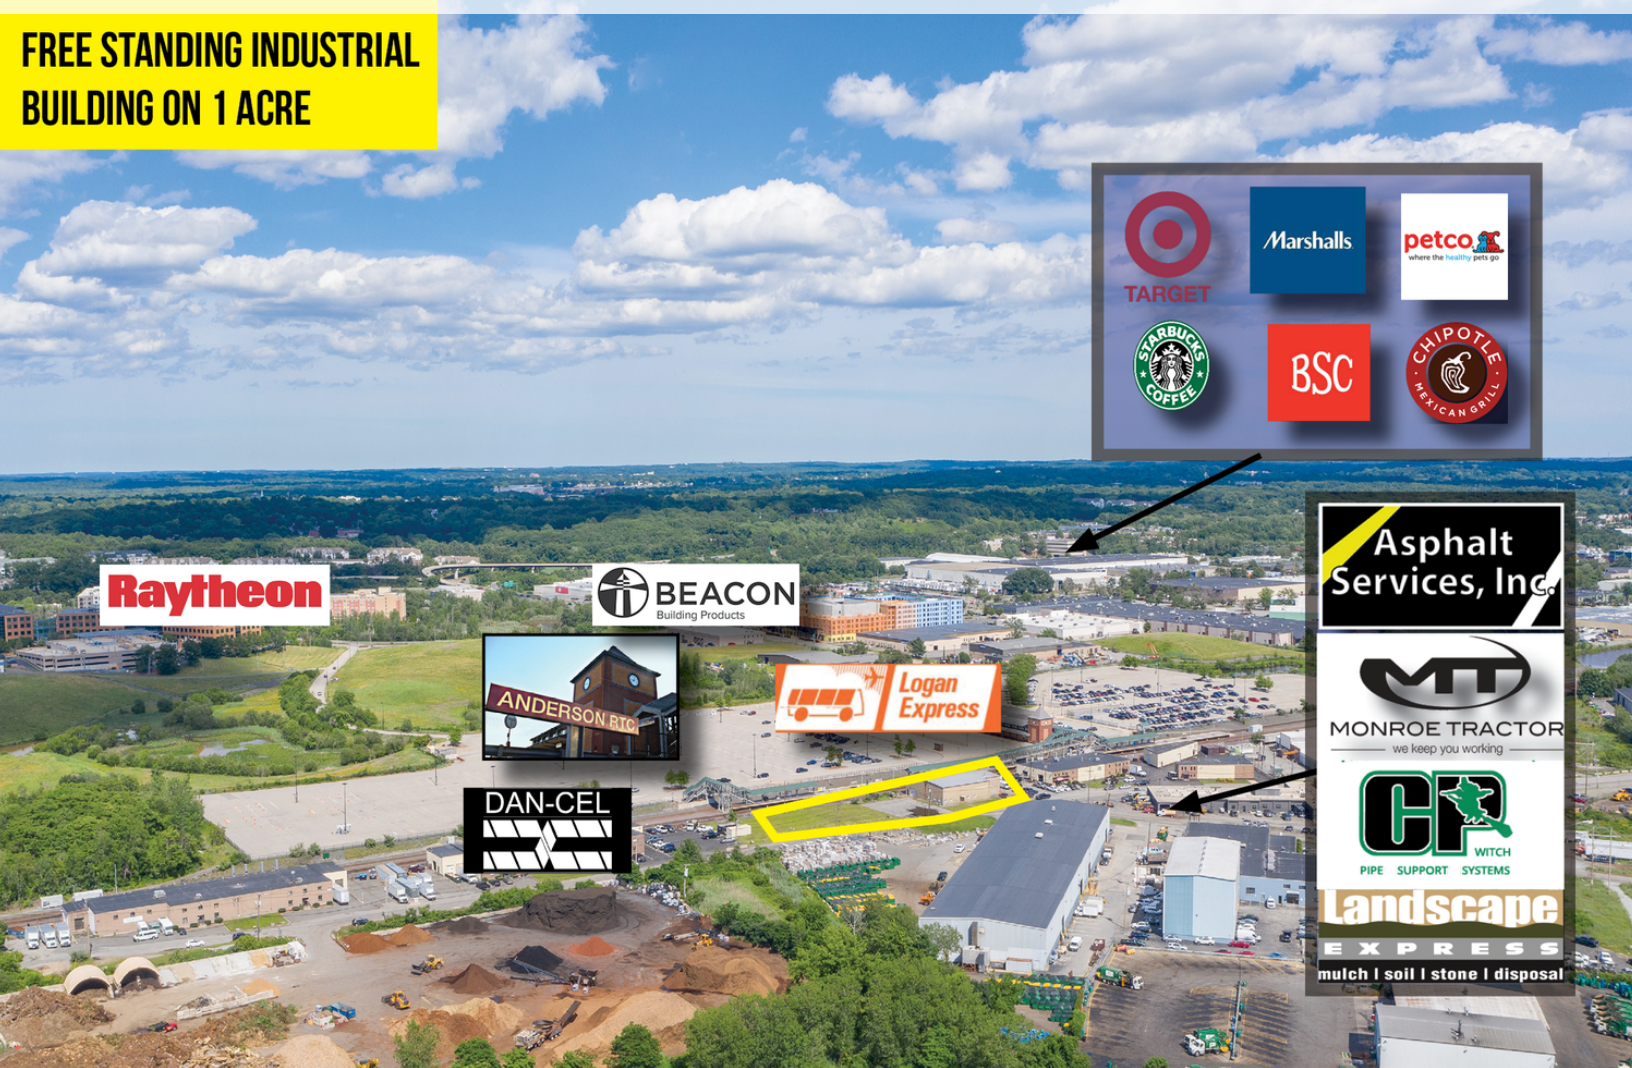 FREE STANDING INDUSTRIAL
BUILDING ON 1 ACRE
TARGET
Marshalls
petco
where the healthy pets go
STARBUCKS
COFFEE
BSC
CHIPOTLE
MEXICAN GRILL
Asphalt
Services, Inc.
MT
MONROE TRACTOR
we keep you working
CP
WITCH
PIPE SUPPORT SYSTEMS
Landscape
EXPRESS
mulch | soil | stone | disposal
Raytheon
BEACON
Building Products
ANDERSON RTC
Logan
Express
DAN-CEL